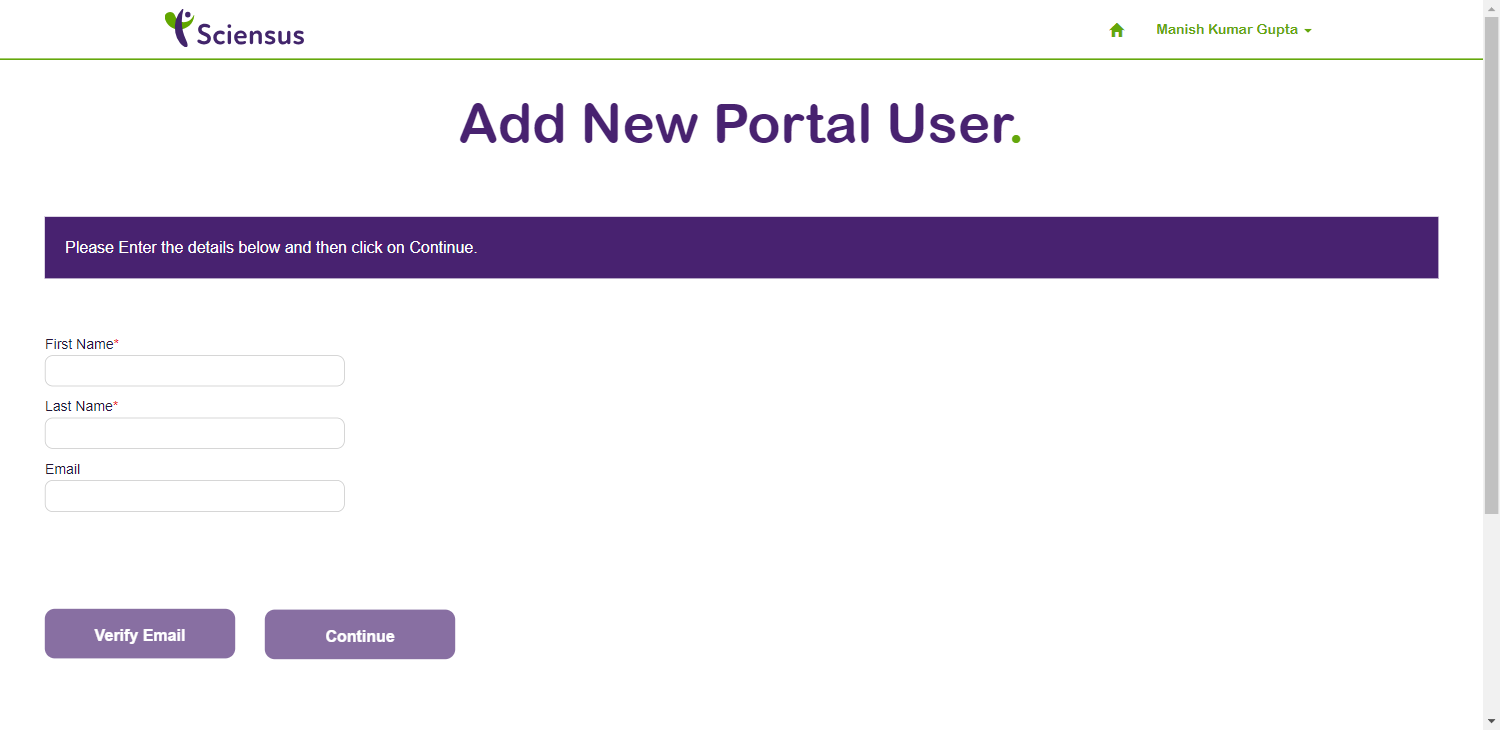 Sciensus
Manish Kumar Gupta
Add New Portal User.
Please Enter the details below and then click on Continue.
First Name*
Last Name*
Email
Verify Email
Continue